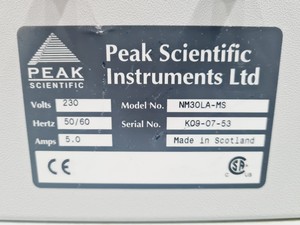 PEAK
SCIENTIFIC
Peak Scientific
Instruments Ltd
Volts 230 Model No. NM30LA-MS
Hertz 50/60 Serial No. K09-07-53
Amps 5.0 Made in Scotland
CE
C US